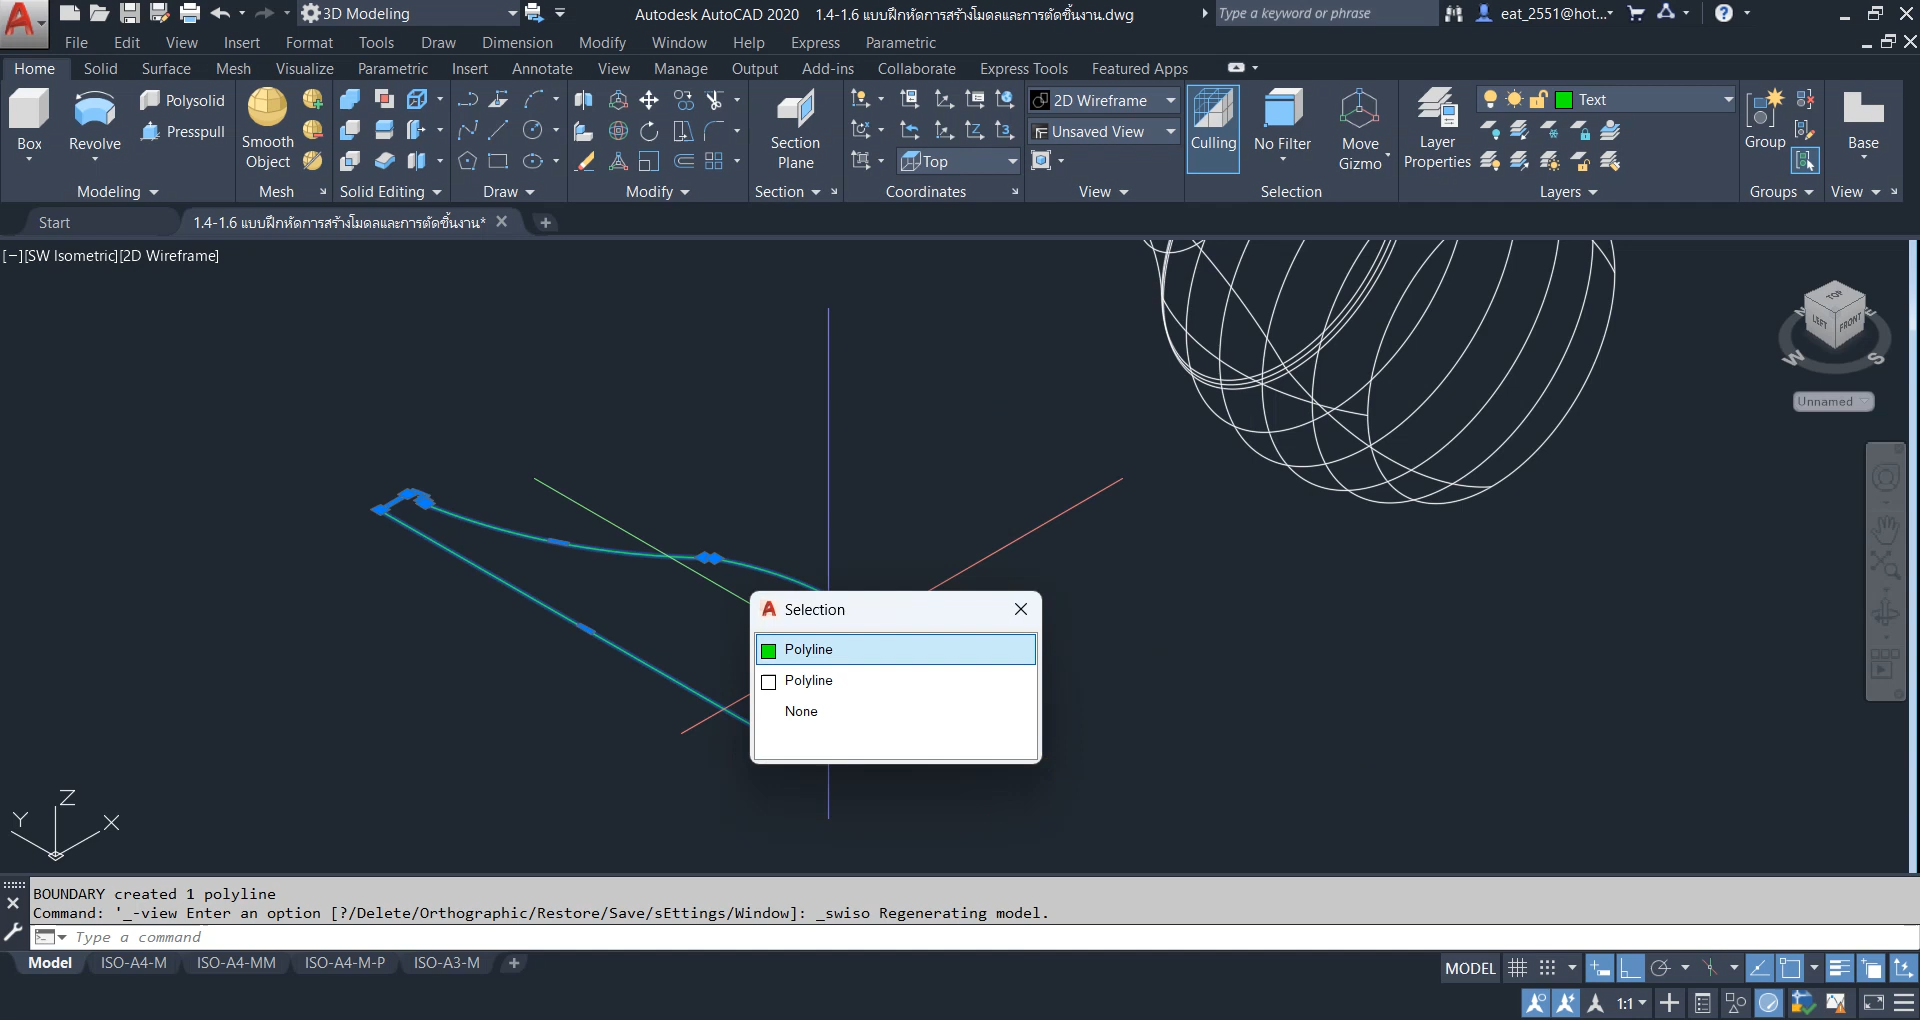 3D Modeling
Autodesk AutoCAD 2020 1.4-1.6 แบบฝึกหัดการสร้างโมดลและการตัดชิ้นงาน.dwg
Type a keyword or phrase
eat_2551@hot...
File Edit View Insert Format Tools Draw Dimension Modify Window Help Express Parametric
Home Solid Surface Mesh Visualize Parametric Insert Annotate View Manage Output Add-ins Collaborate Express Tools Featured Apps
Polysolid
2D Wireframe
Text
Presspull
Unsaved View
Box Revolve Smooth Object Section Plane Top Culling No Filter Move Gizmo Layer Properties Group Base
Modeling Mesh Solid Editing Draw Modify Section Coordinates View Selection Layers Groups View
Start 1.4-1.6 แบบฝึกหัดการสร้างโมดลและการตัดชิ้นงาน*
[−][SW Isometric][2D Wireframe]
TOP
LEFT FRONT
N E
W S
Unnamed
Selection
Polyline
Polyline
None
Z
Y X
BOUNDARY created 1 polyline
Command: '_-view Enter an option [?/Delete/Orthographic/Restore/Save/sEttings/Window]: _swiso Regenerating model.
Type a command
Model ISO-A4-M ISO-A4-MM ISO-A4-M-P ISO-A3-M
MODEL
1:1